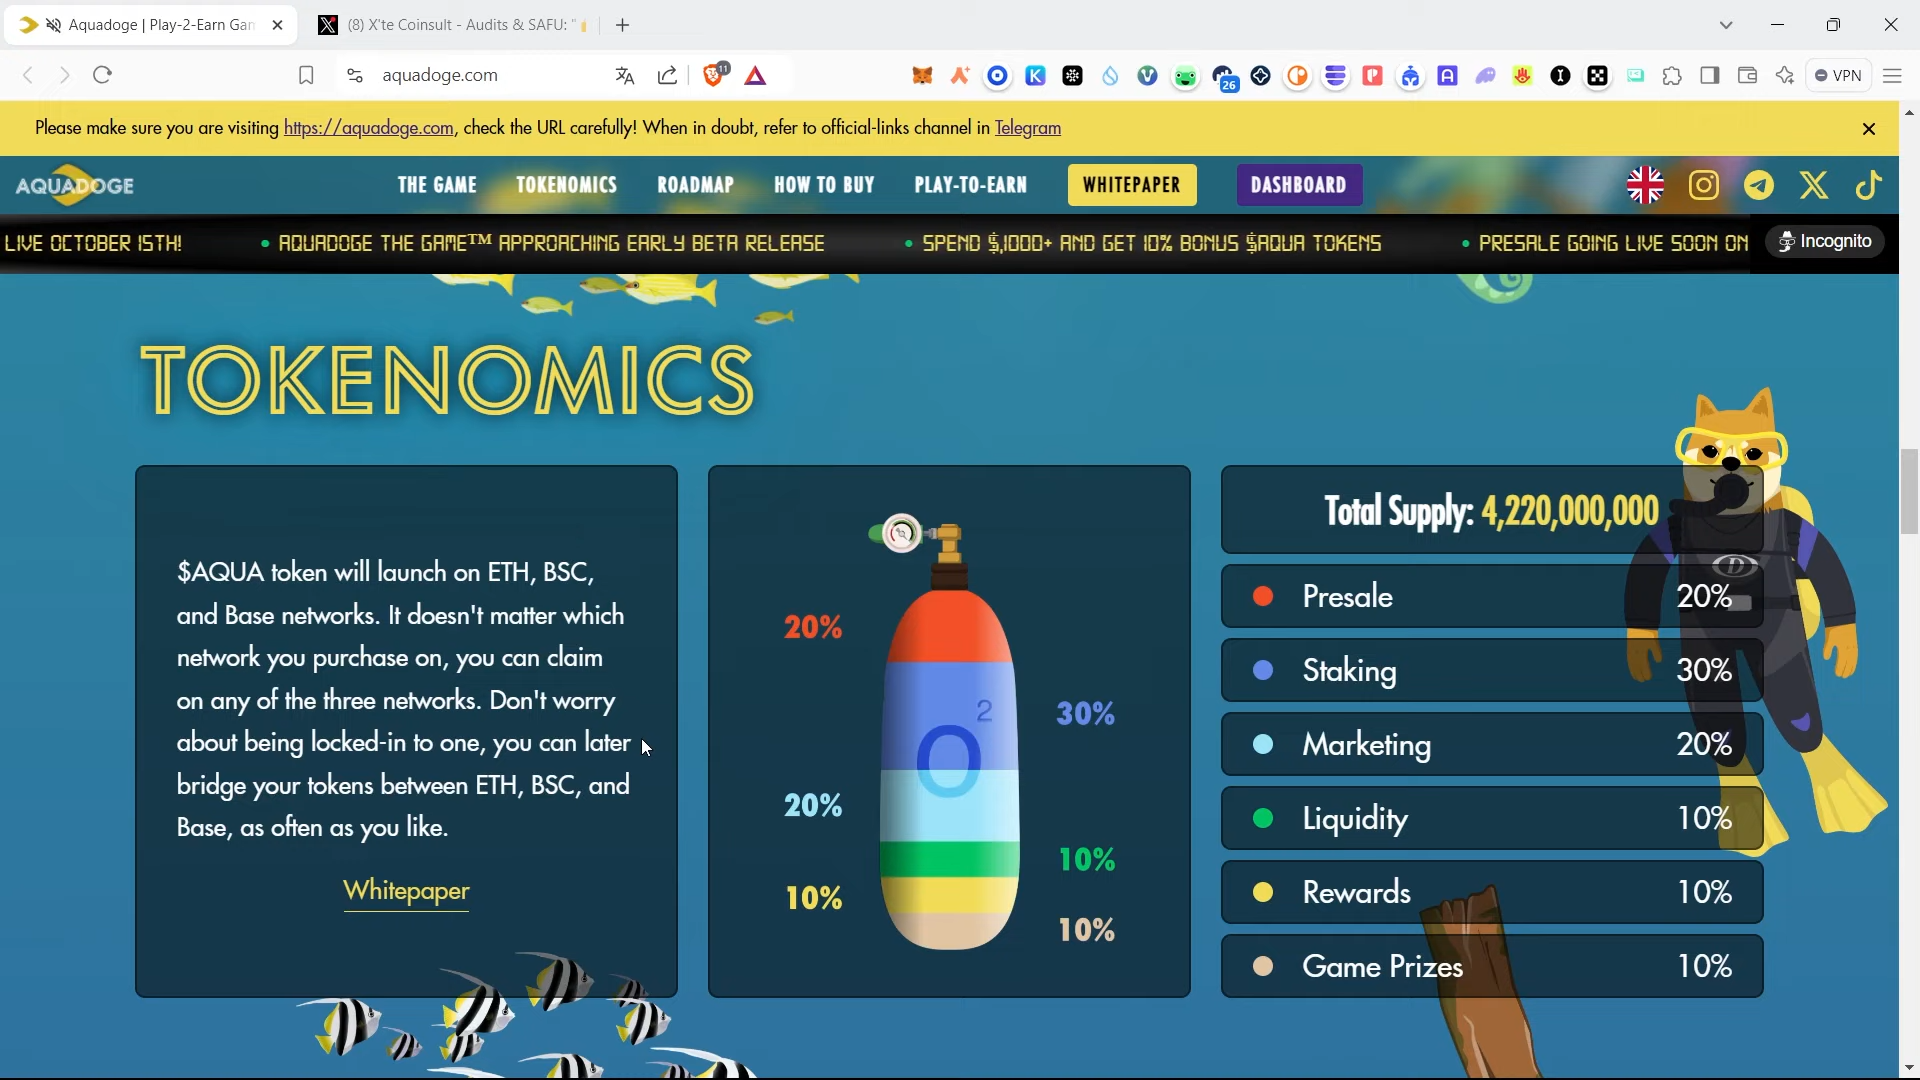 Aquadoge | Play-2-Earn Gam
(8) X'te Coinsult - Audits & SAFU: "
aquadoge.com
11
26
VPN
Please make sure you are visiting https://aquadoge.com, check the URL carefully! When in doubt, refer to official-links channel in Telegram
AQUADOGE
THE GAME
TOKENOMICS
ROADMAP
HOW TO BUY
PLAY-TO-EARN
WHITEPAPER
DASHBOARD
LIVE OCTOBER 15TH!
• AQUADOGE THE GAME™ APPROACHING EARLY BETA RELEASE
• SPEND $1,000+ AND GET 10% BONUS $AQUA TOKENS
• PRESALE GOING LIVE SOON ON
Incognito
TOKENOMICS
$AQUA token will launch on ETH, BSC,
and Base networks. It doesn't matter which
network you purchase on, you can claim
on any of the three networks. Don't worry
about being locked-in to one, you can later
bridge your tokens between ETH, BSC, and
Base, as often as you like.
Whitepaper
20%
30%
O2
20%
10%
10%
10%
Total Supply: 4,220,000,000
Presale 20%
Staking 30%
Marketing 20%
Liquidity 10%
Rewards 10%
Game Prizes 10%
D